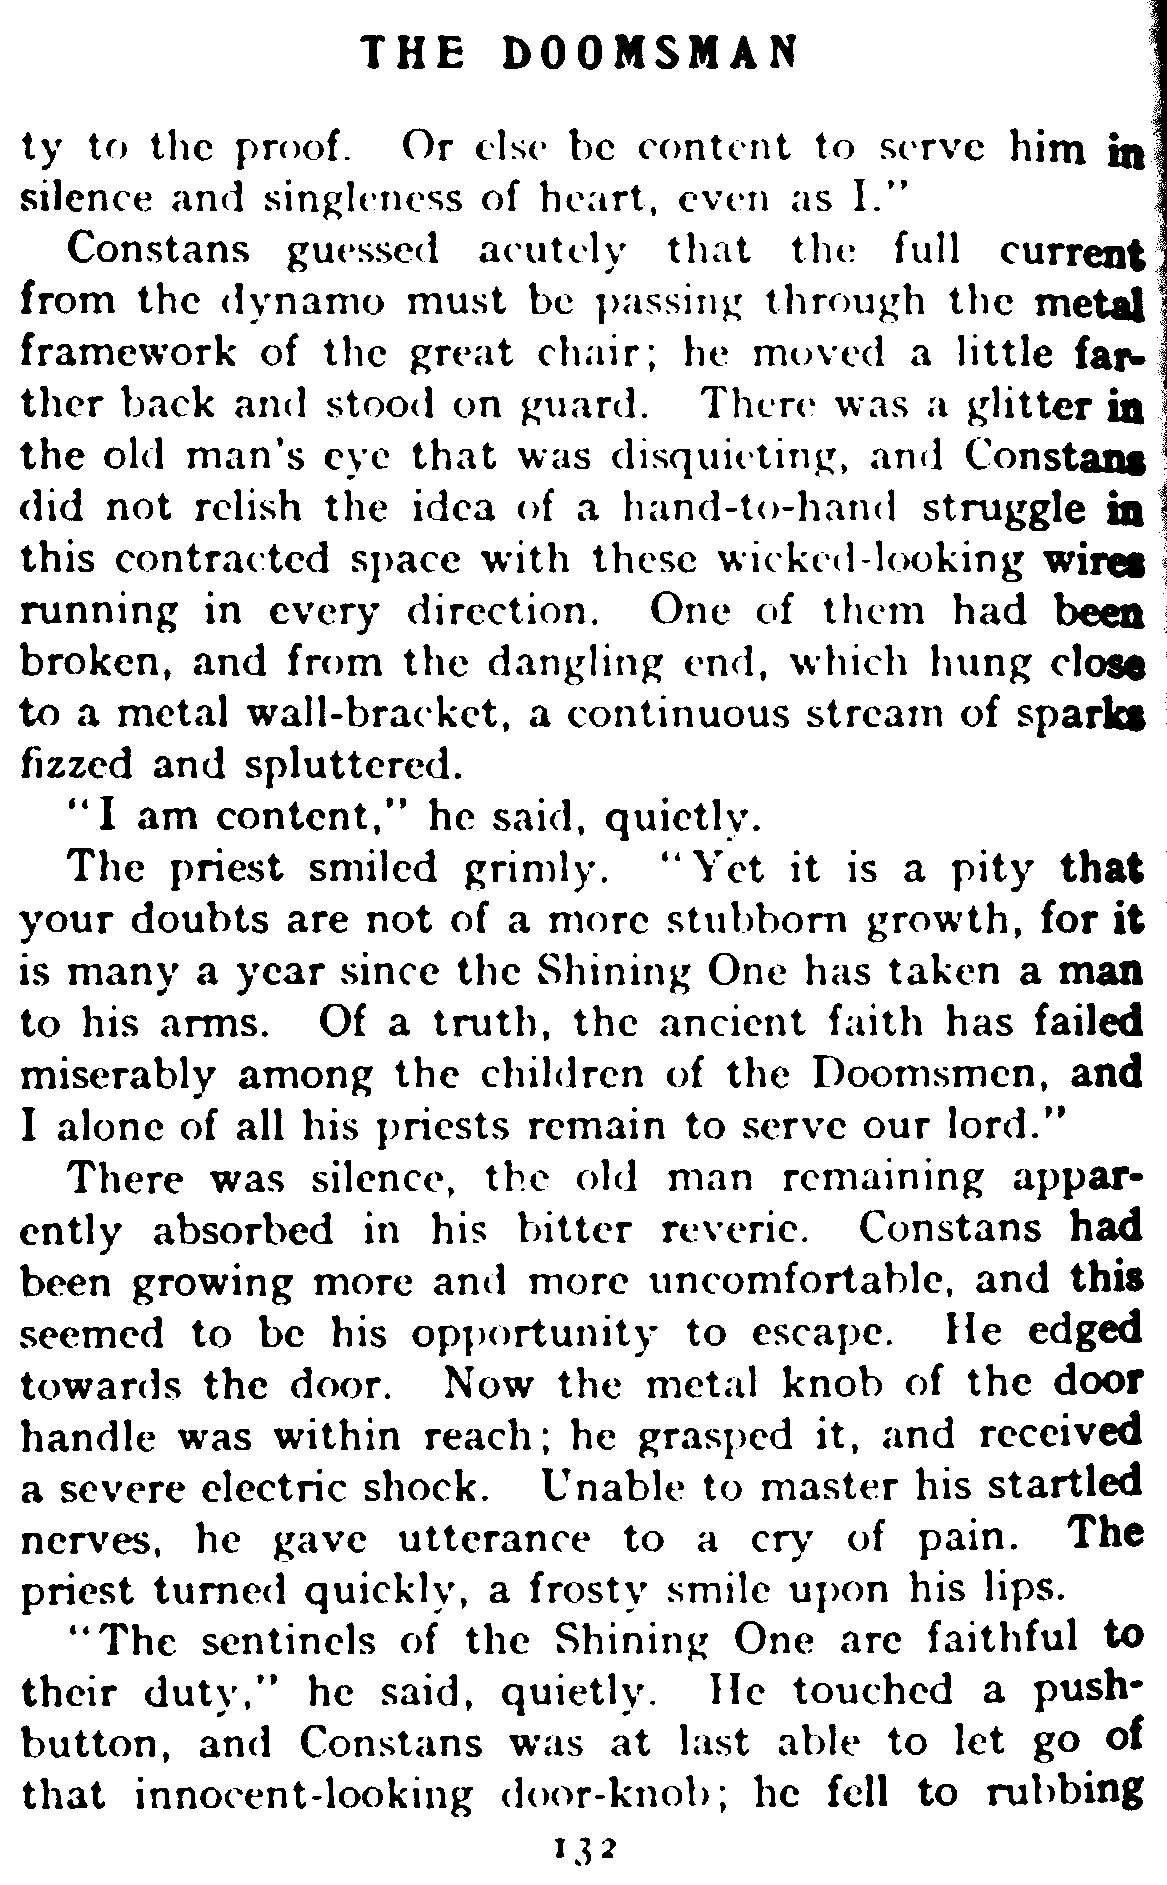 THE DOOMSMAN
ty to the proof. Or else be content to serve him in
silence and singleness of heart, even as I."
Constans guessed acutely that the full current
from the dynamo must be passing through the metal
framework of the great chair; he moved a little far-
ther back and stood on guard. There was a glitter in
the old man's eye that was disquieting, and Constans
did not relish the idea of a hand-to-hand struggle in
this contracted space with these wicked-looking wires
running in every direction. One of them had been
broken, and from the dangling end, which hung close
to a metal wall-bracket, a continuous stream of sparks
fizzed and spluttered.
"I am content," he said, quietly.
The priest smiled grimly. "Yet it is a pity that
your doubts are not of a more stubborn growth, for it
is many a year since the Shining One has taken a man
to his arms. Of a truth, the ancient faith has failed
miserably among the children of the Doomsmen, and
I alone of all his priests remain to serve our lord."
There was silence, the old man remaining appar-
ently absorbed in his bitter reverie. Constans had
been growing more and more uncomfortable, and this
seemed to be his opportunity to escape. He edged
towards the door. Now the metal knob of the door
handle was within reach; he grasped it, and received
a severe electric shock. Unable to master his startled
nerves, he gave utterance to a cry of pain. The
priest turned quickly, a frosty smile upon his lips.
"The sentinels of the Shining One are faithful to
their duty," he said, quietly. He touched a push-
button, and Constans was at last able to let go of
that innocent-looking door-knob; he fell to rubbing
132